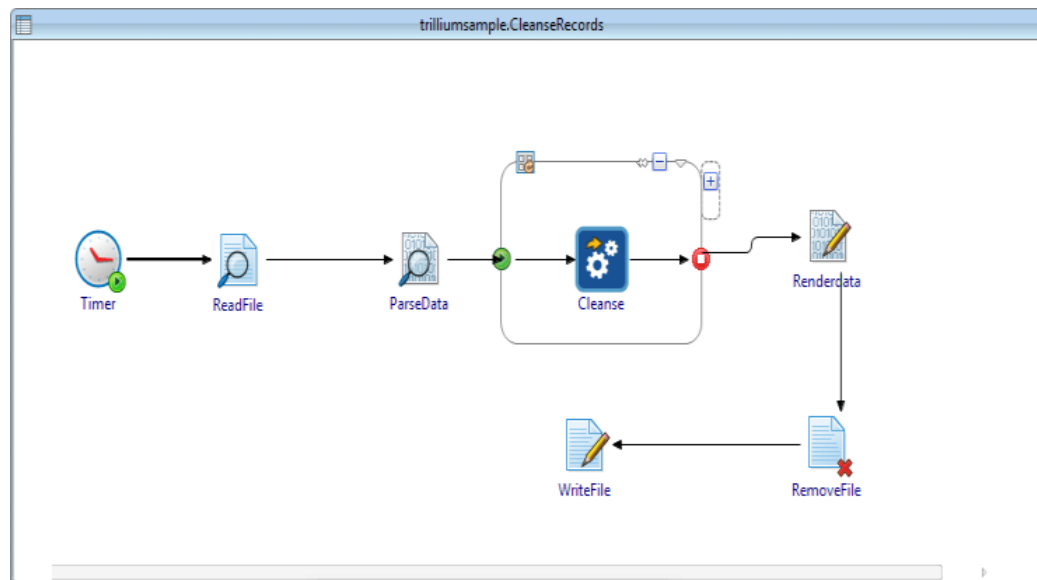 trilliumsample.CleanseRecords
Timer
ReadFile
ParseData
Cleanse
Renderdata
WriteFile
RemoveFile